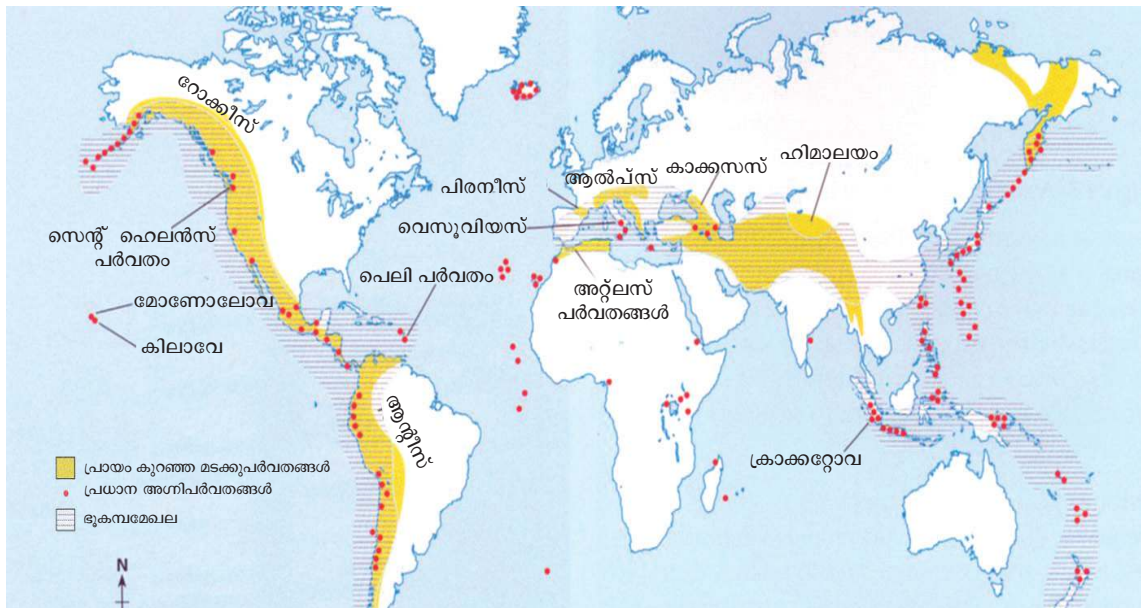 റോക്കീസ്
സെന്റ് ഹെലൻസ്
പർവതം
മോണോലോവ
കിലാവേ
പെലി പർവതം
ആന്റീസ്
പിരനീസ്
ആൽപ്സ്
കാക്കസസ്
ഹിമാലയം
വെസൂവിയസ്
അറ്റ്ലസ്
പർവതങ്ങൾ
ക്രാക്കറ്റോവ
പ്രായം കുറഞ്ഞ മടക്കുപർവതങ്ങൾ
പ്രധാന അഗ്നിപർവതങ്ങൾ
ഭൂകമ്പമേഖല
N